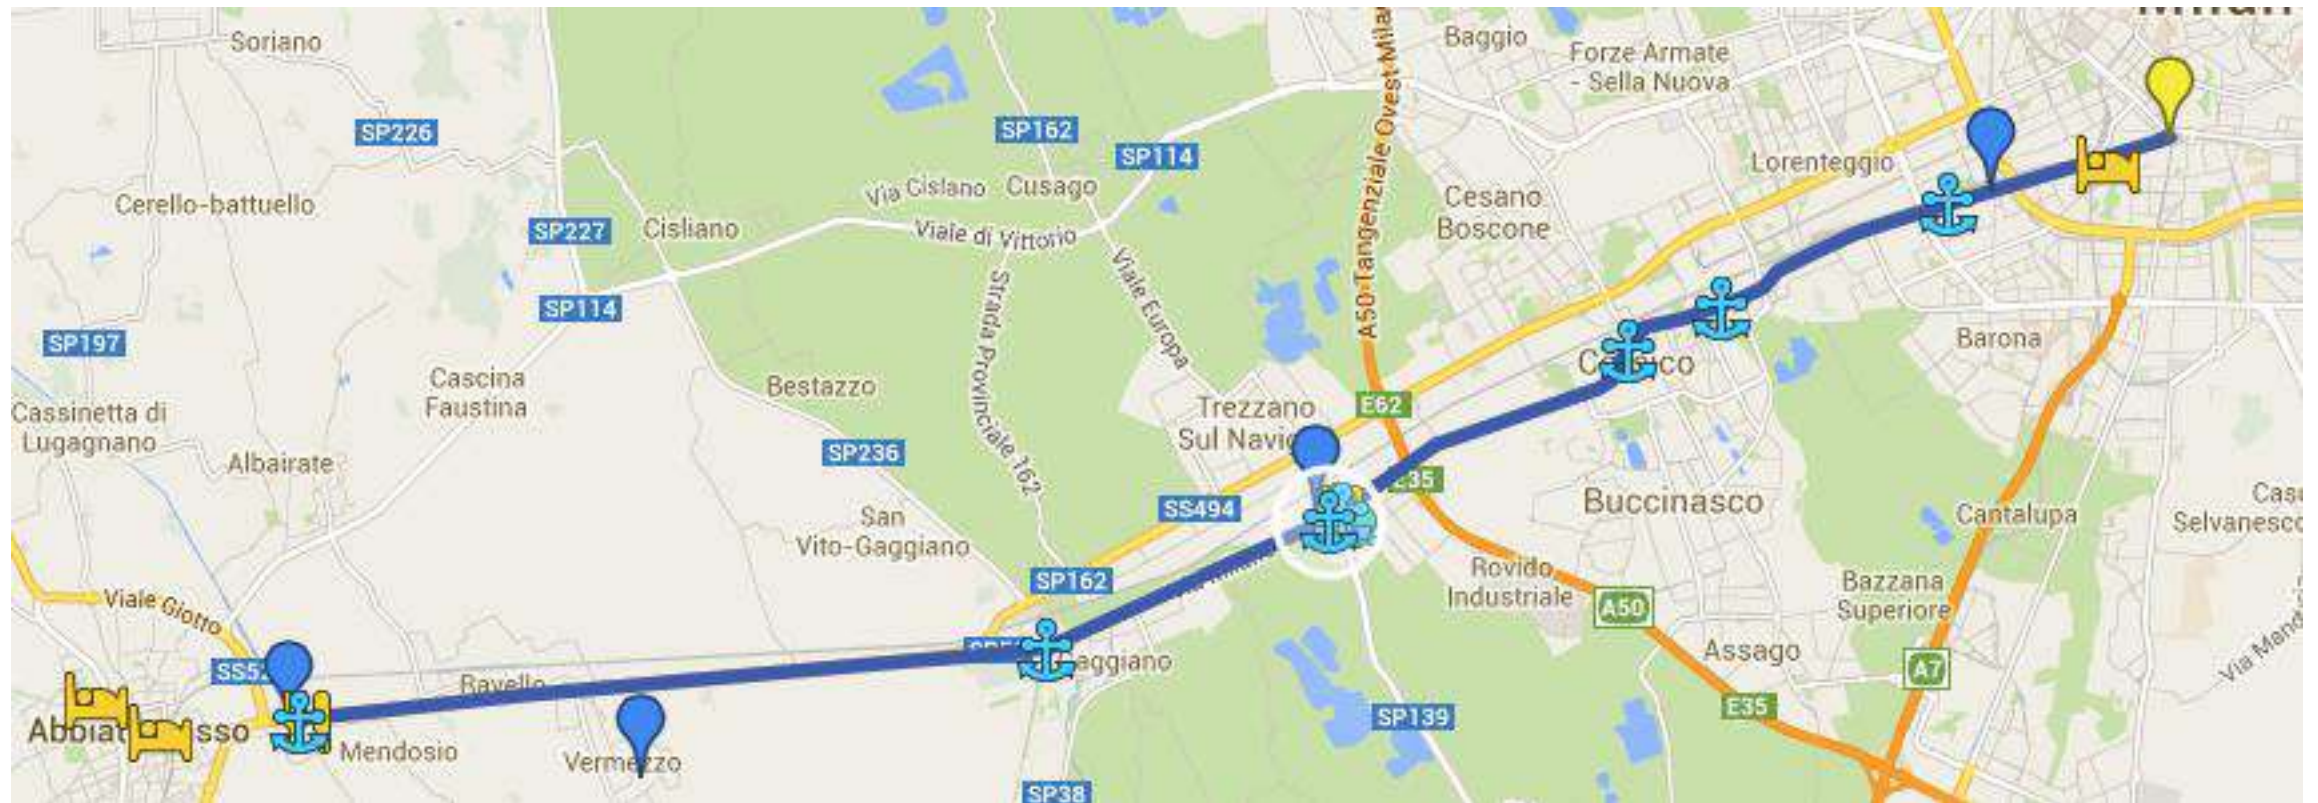 Soriano
SP226
Cerello-battuello
SP227
Cisliano
SP114
SP197
Cascina
Faustina
Cassinetta di
Lugagnano
Albairate
Viale Giotto
Mendosio
Ravello
Vermezzo
Via Cislano
Cusago
SP162
SP114
Viale di Vittorio
Viale Europa
Strada Provinciale 162
Bestazzo
SP236
San
Vito-Gaggiano
SP162
SS494
Trezzano
Sul
SP38
SP139
A50-Tangenziale Ovest
Baggio
Forze Armate
- Sella Nuova
Cesano
Boscone
Lorenteggio
Barona
E62
E35
Buccinasco
Rovido
Industriale
A50
Assago
E35
A7
Bazzana
Superiore
Cantalupa
Selvanesco